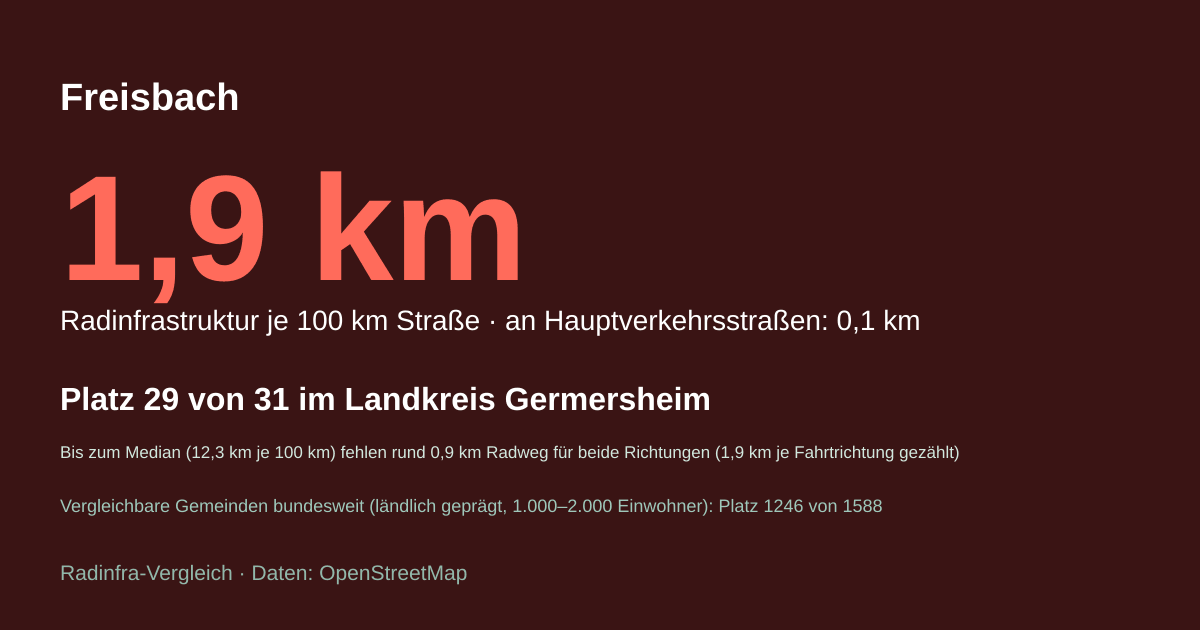 Freisbach
1,9 km
Radinfrastruktur je 100 km Straße · an Hauptverkehrsstraßen: 0,1 km
Platz 29 von 31 im Landkreis Germersheim
Bis zum Median (12,3 km je 100 km) fehlen rund 0,9 km Radweg für beide Richtungen (1,9 km je Fahrtrichtung gezählt)
Vergleichbare Gemeinden bundesweit (ländlich geprägt, 1.000–2.000 Einwohner): Platz 1246 von 1588
Radinfra-Vergleich · Daten: OpenStreetMap